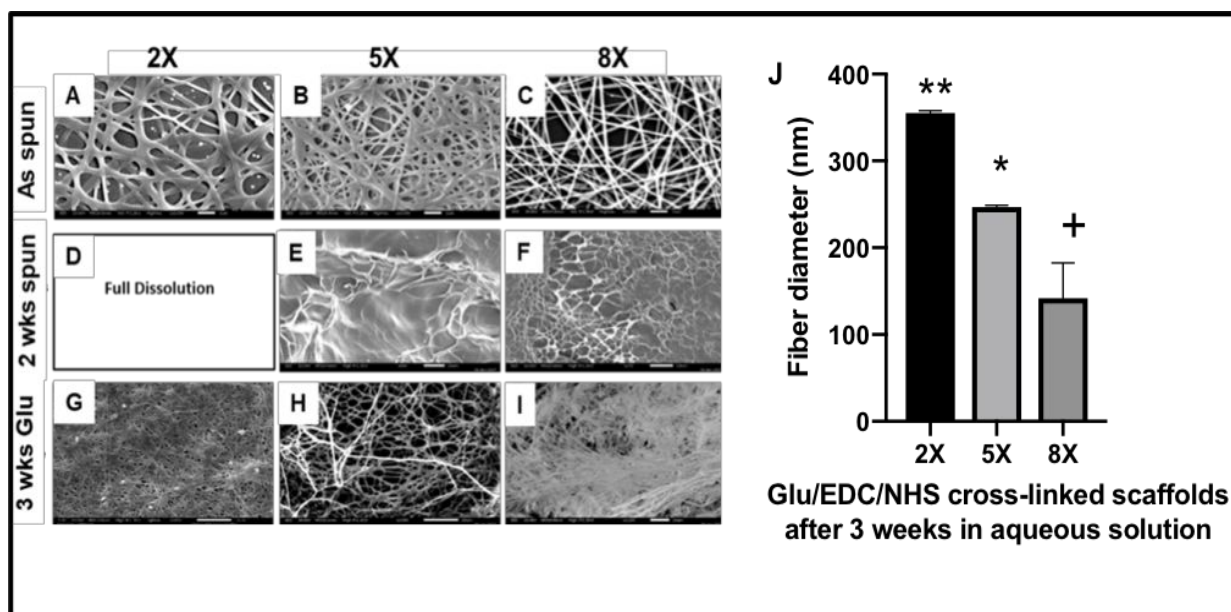 2X 5X 8X
As spun
A
B
C
2 wks spun
D
Full Dissolution
E
F
3 wks Glu
G
H
I
J
Fiber diameter (nm)
400
300
200
100
0
**
*
+
2X 5X 8X
Glu/EDC/NHS cross-linked scaffolds
after 3 weeks in aqueous solution